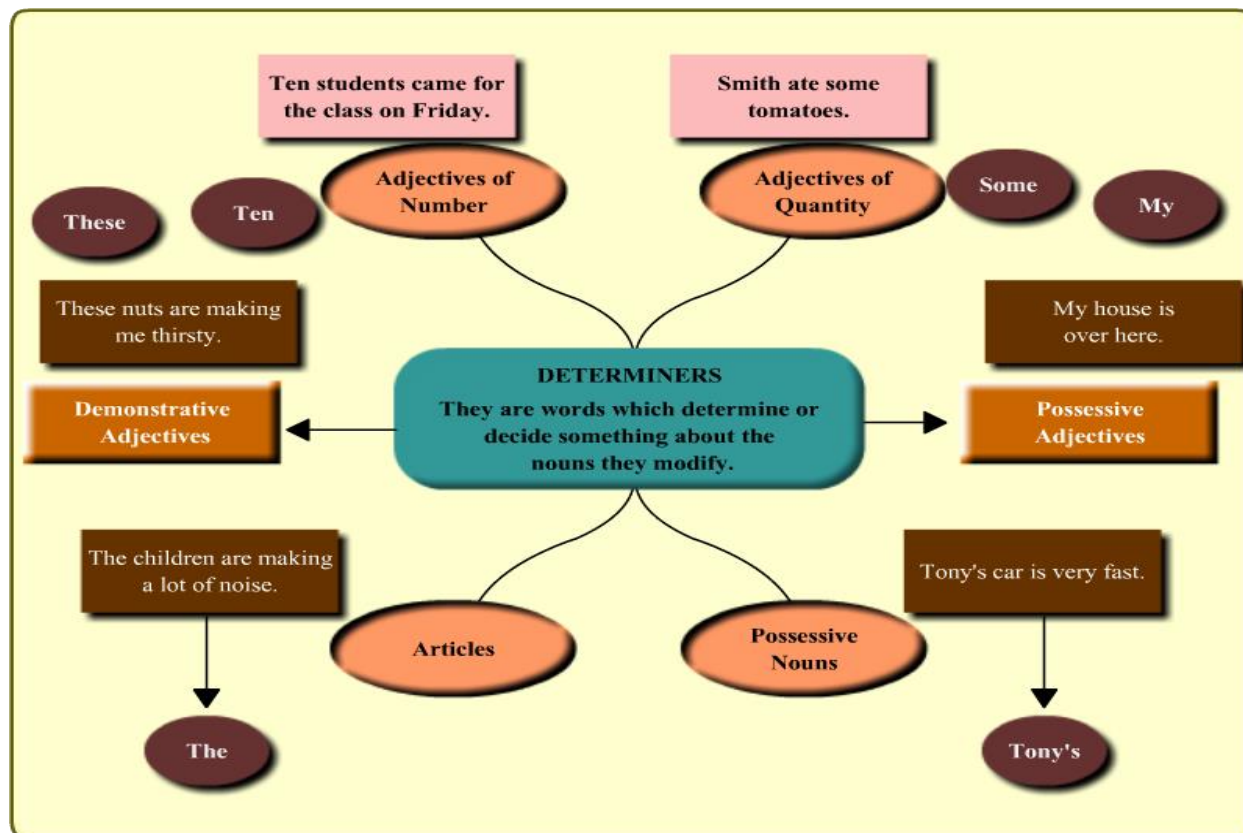 Ten students came for
the class on Friday.
Smith ate some
tomatoes.
Adjectives of
Number
Adjectives of
Quantity
These
Ten
Some
My
These nuts are making
me thirsty.
My house is
over here.
DETERMINERS
They are words which determine or
decide something about the
nouns they modify.
Demonstrative
Adjectives
Possessive
Adjectives
The children are making
a lot of noise.
Tony's car is very fast.
Articles
Possessive
Nouns
The
Tony's